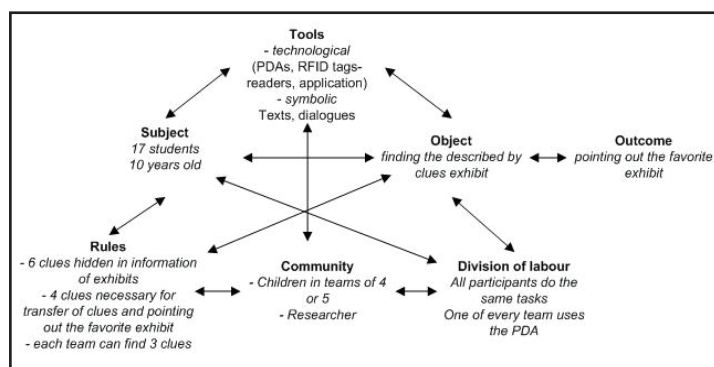 Tools
- technological
(PDAs, RFID tags-
readers, application)
- symbolic
Texts, dialogues
Subject
17 students
10 years old
Object
finding the described by
clues exhibit
Outcome
pointing out the favorite
exhibit
Rules
- 6 clues hidden in information
of exhibits
- 4 clues necessary for
transfer of clues and pointing
out the favorite exhibit
- each team can find 3 clues
Community
- Children in teams of 4
or 5
- Researcher
Division of labour
All participants do the
same tasks
One of every team uses
the PDA